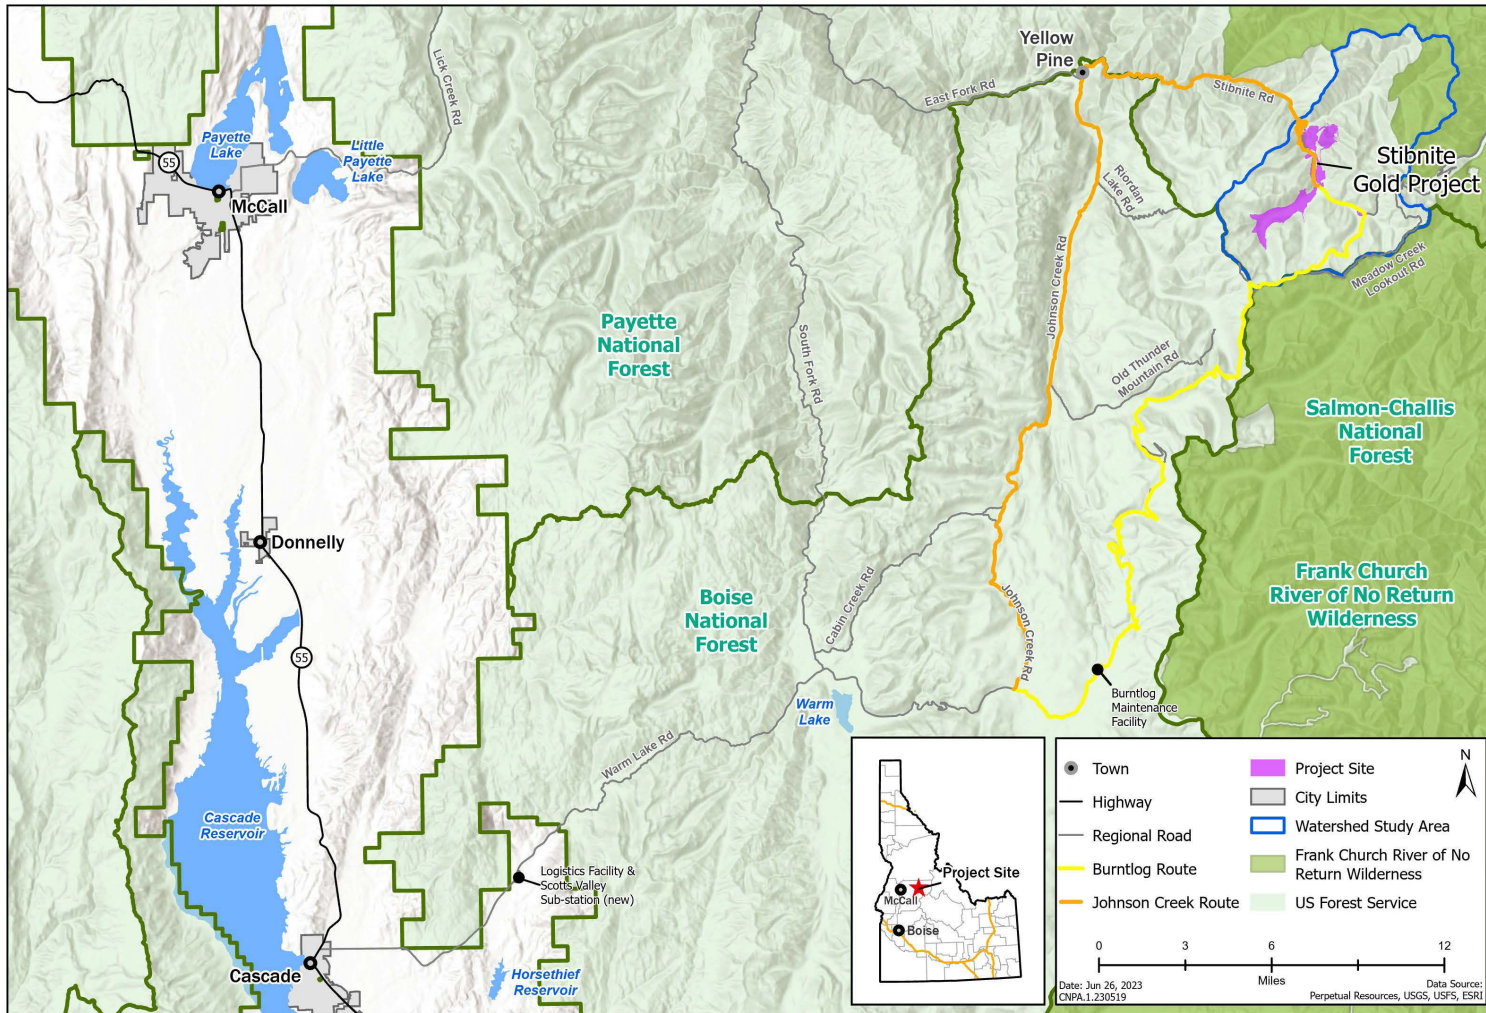 Yellow
Pine
Lick Creek Rd
East Fork Rd
Stibnite Rd
Payette
Lake
Little
Payette
Lake
55
McCall
Stibnite
Gold Project
Riordan
Lake Rd
Johnson Creek Rd
Meadow Creek
Lookout Rd
Payette
National
Forest
South Fork Rd
Old Thunder
Mountain Rd
Salmon-Challis
National
Forest
Donnelly
Boise
National
Forest
Cabin Creek Rd
Johnson Creek Rd
Frank Church
River of No Return
Wilderness
55
Burntlog
Maintenance
Facility
Warm
Lake
Warm Lake Rd
Cascade
Reservoir
Logistics Facility &
Scotts Valley
Sub-station (new)
Cascade
Horsethief
Reservoir
Project Site
McCall
Boise
Town
Highway
Regional Road
Burntlog Route
Johnson Creek Route
Project Site
City Limits
Watershed Study Area
Frank Church River of No
Return Wilderness
US Forest Service
N
0 3 6 12
Miles
Date: Jun 26, 2023
CNPA.1.230519
Data Source:
Perpetual Resources, USGS, USFS, ESRI